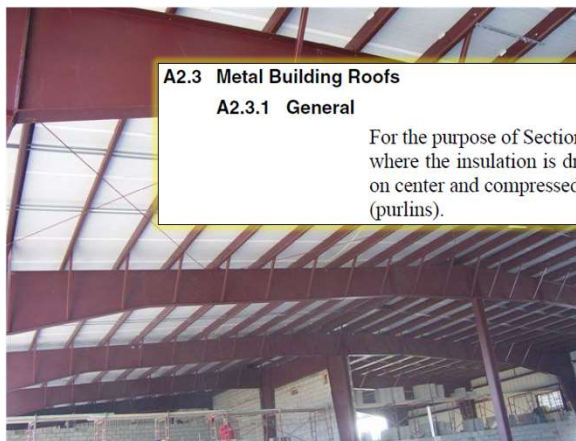 A2.3 Metal Building Roofs
A2.3.1 General
For the purpose of Section
where the insulation is dr
on center and compressed
(purlins).